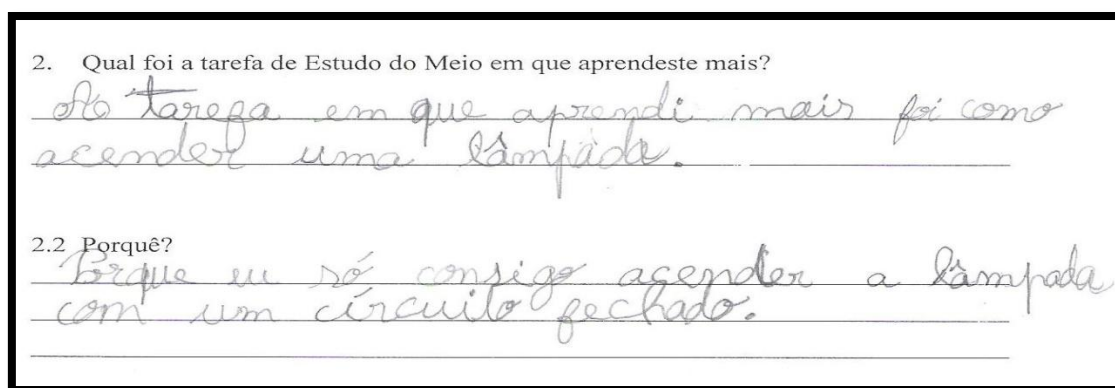 2. Qual foi a tarefa de Estudo do Meio em que aprendeste mais?
A tarefa em que aprendi mais foi como
acender uma lâmpada.
2.2 Porquê?
Porque eu só consigo acender a lâmpada
com um círcuito fechado.